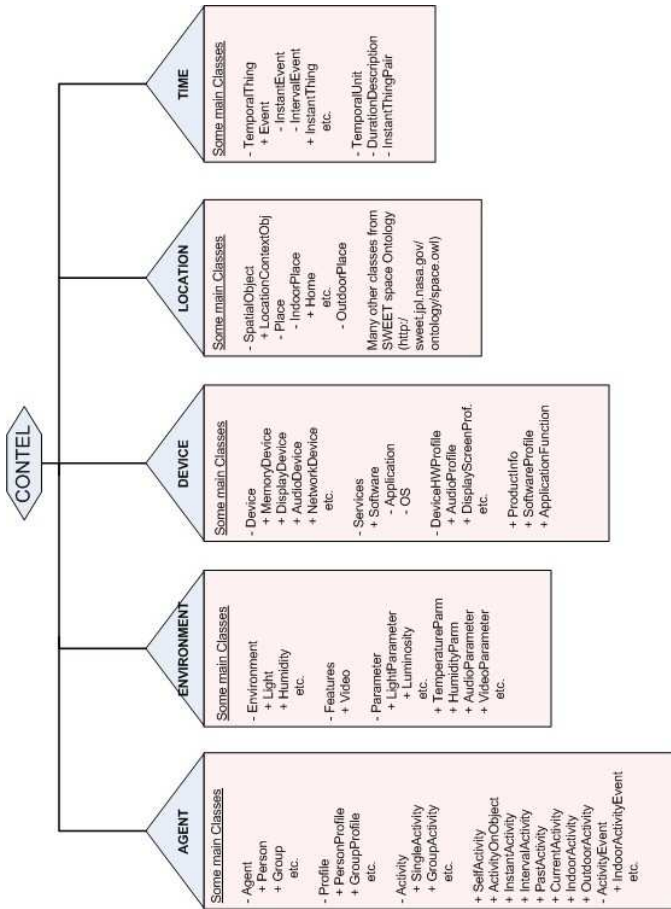 CONTEL
AGENT
Some main Classes
- Agent
+ Person
+ Group
etc.
- Profile
+ PersonProfile
+ GroupProfile
etc.
- Activity
+ SingleActivity
+ GroupActivity
etc.
+ SelfActivity
+ ActivityOnObject
+ InstantActivity
+ IntervalActivity
+ PastActivity
+ CurrentActivity
+ IndoorActivity
+ OutdoorActivity
- ActivityEvent
+ IndoorActivityEvent
etc.
ENVIRONMENT
Some main Classes
- Environment
+ Light
+ Humidity
etc.
- Features
+ Video
- Parameter
+ LightParameter
+ Luminosity
etc.
+ TemperatureParm
+ HumidityParm
+ AudioParameter
+ VideoParameter
etc.
DEVICE
Some main Classes
- Device
+ MemoryDevice
+ DisplayDevice
+ AudioDevice
+ NetworkDevice
etc.
- Services
+ Software
- Application
- OS
- DeviceHWProfile
+ AudioProfile
+ DisplayScreenProf.
etc.
+ ProductInfo
+ SoftwareProfile
+ ApplicationFunction
LOCATION
Some main Classes
- SpatialObject
+ LocationContextObj
- Place
- IndoorPlace
+ Home
etc.
- OutdoorPlace
Many other classes from
SWEET space Ontology
(http:/
sweet.jpl.nasa.gov/
ontology/space.owl)
TIME
Some main Classes
- TemporalThing
+ Event
- InstantEvent
- IntervalEvent
+ InstantThing
etc.
- TemporalUnit
- DurationDescription
- InstantThingPair